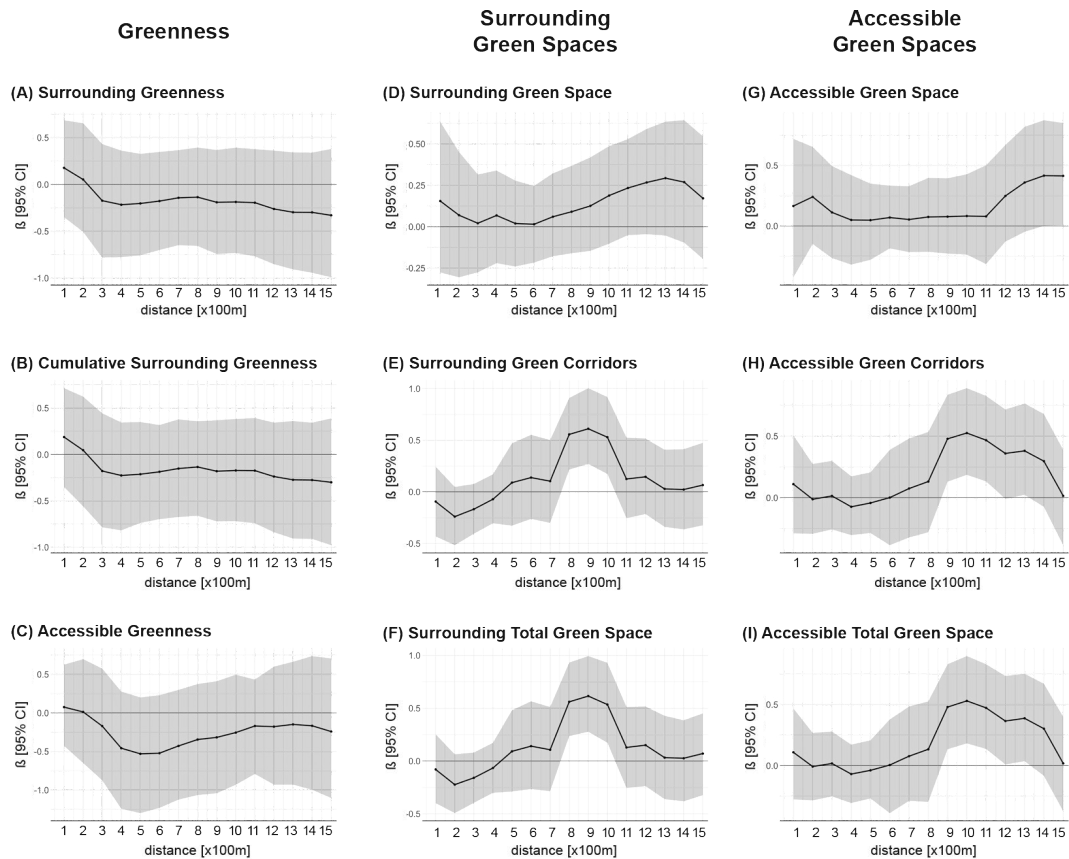 Greenness
Surrounding
Green Spaces
Accessible
Green Spaces
(A) Surrounding Greenness
ß [95% CI]
0.5
0.0
-0.5
-1.0
1 2 3 4 5 6 7 8 9 10 11 12 13 14 15
distance [x100m]
(D) Surrounding Green Space
ß [95% CI]
0.50
0.25
0.00
-0.25
1 2 3 4 5 6 7 8 9 10 11 12 13 14 15
distance [x100m]
(G) Accessible Green Space
ß [95% CI]
0.5
0.0
1 2 3 4 5 6 7 8 9 10 11 12 13 14 15
distance [x100m]
(B) Cumulative Surrounding Greenness
ß [95% CI]
0.5
0.0
-0.5
-1.0
1 2 3 4 5 6 7 8 9 10 11 12 13 14 15
distance [x100m]
(E) Surrounding Green Corridors
ß [95% CI]
1.0
0.5
0.0
-0.5
1 2 3 4 5 6 7 8 9 10 11 12 13 14 15
distance [x100m]
(H) Accessible Green Corridors
ß [95% CI]
0.5
0.0
1 2 3 4 5 6 7 8 9 10 11 12 13 14 15
distance [x100m]
(C) Accessible Greenness
ß [95% CI]
0.5
0.0
-0.5
-1.0
1 2 3 4 5 6 7 8 9 10 11 12 13 14 15
distance [x100m]
(F) Surrounding Total Green Space
ß [95% CI]
1.0
0.5
0.0
-0.5
1 2 3 4 5 6 7 8 9 10 11 12 13 14 15
distance [x100m]
(I) Accessible Total Green Space
ß [95% CI]
0.5
0.0
1 2 3 4 5 6 7 8 9 10 11 12 13 14 15
distance [x100m]